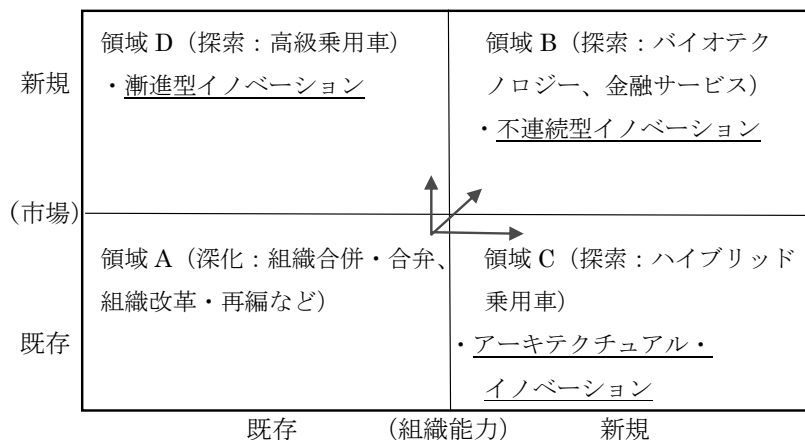 領域 D（探索：高級乗用車）
・漸進型イノベーション
領域 B（探索：バイオテク
ノロジー、金融サービス）
・不連続型イノベーション
新規
（市場）
領域 A（深化：組織合併・合弁、
組織改革・再編など）
領域 C（探索：ハイブリッド
乗用車）
・アーキテクチュアル・
イノベーション
既存
既存
（組織能力）
新規